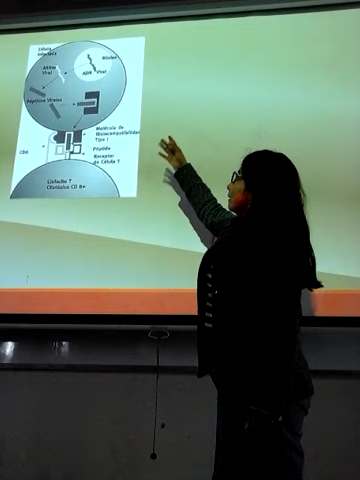 Célula
infectada
Núcleo
ARNm
Viral
ADN
Viral
Péptidos Virales
Molécula de
Histocompatibilidad
Tipo I
CD8
Péptido
Receptor
de Célula T
Linfocito T
Citotóxico CD 8+